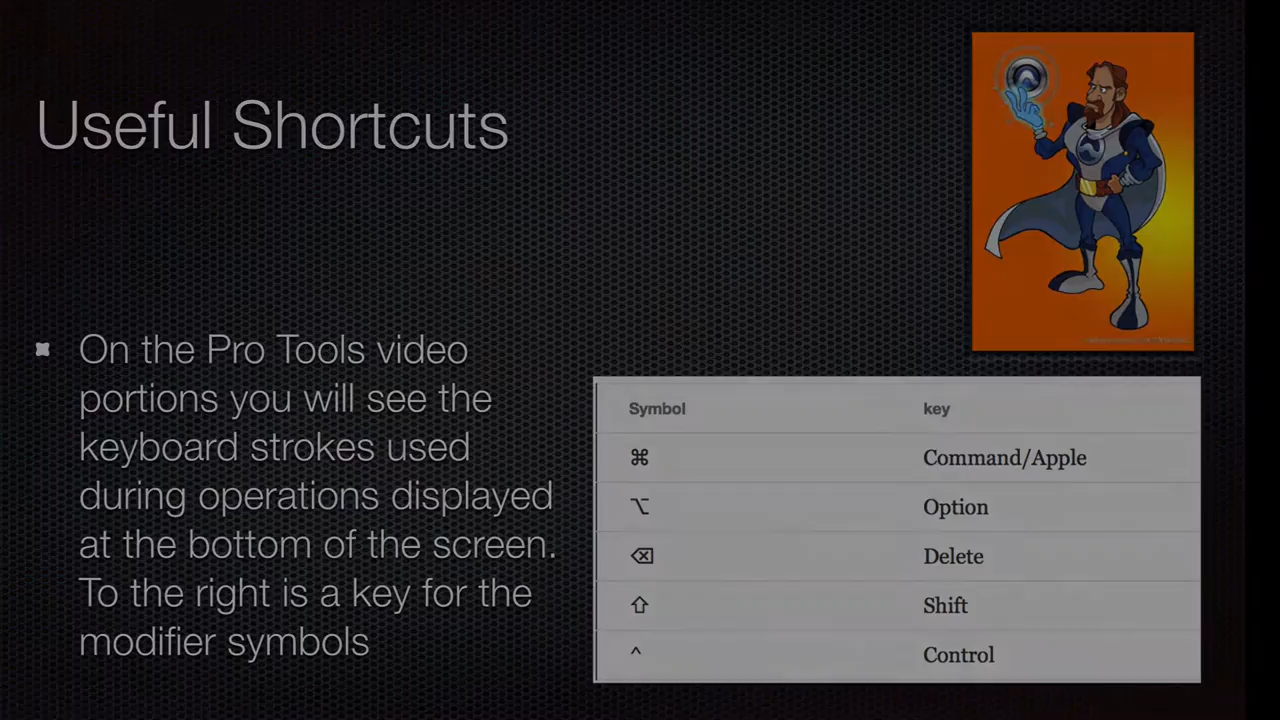 Useful Shortcuts
On the Pro Tools video
portions you will see the
keyboard strokes used
during operations displayed
at the bottom of the screen.
To the right is a key for the
modifier symbols
Symbol key
⌘ Command/Apple
⌥ Option
⌫ Delete
⇧ Shift
^ Control